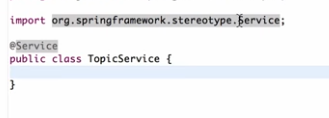 import org.springframework.stereotype.Service;
@Service
public class TopicService {
}